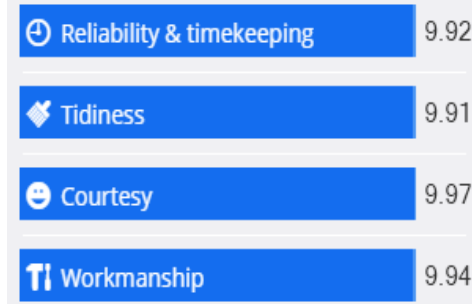 Reliability & timekeeping 9.92
Tidiness 9.91
Courtesy 9.97
Workmanship 9.94